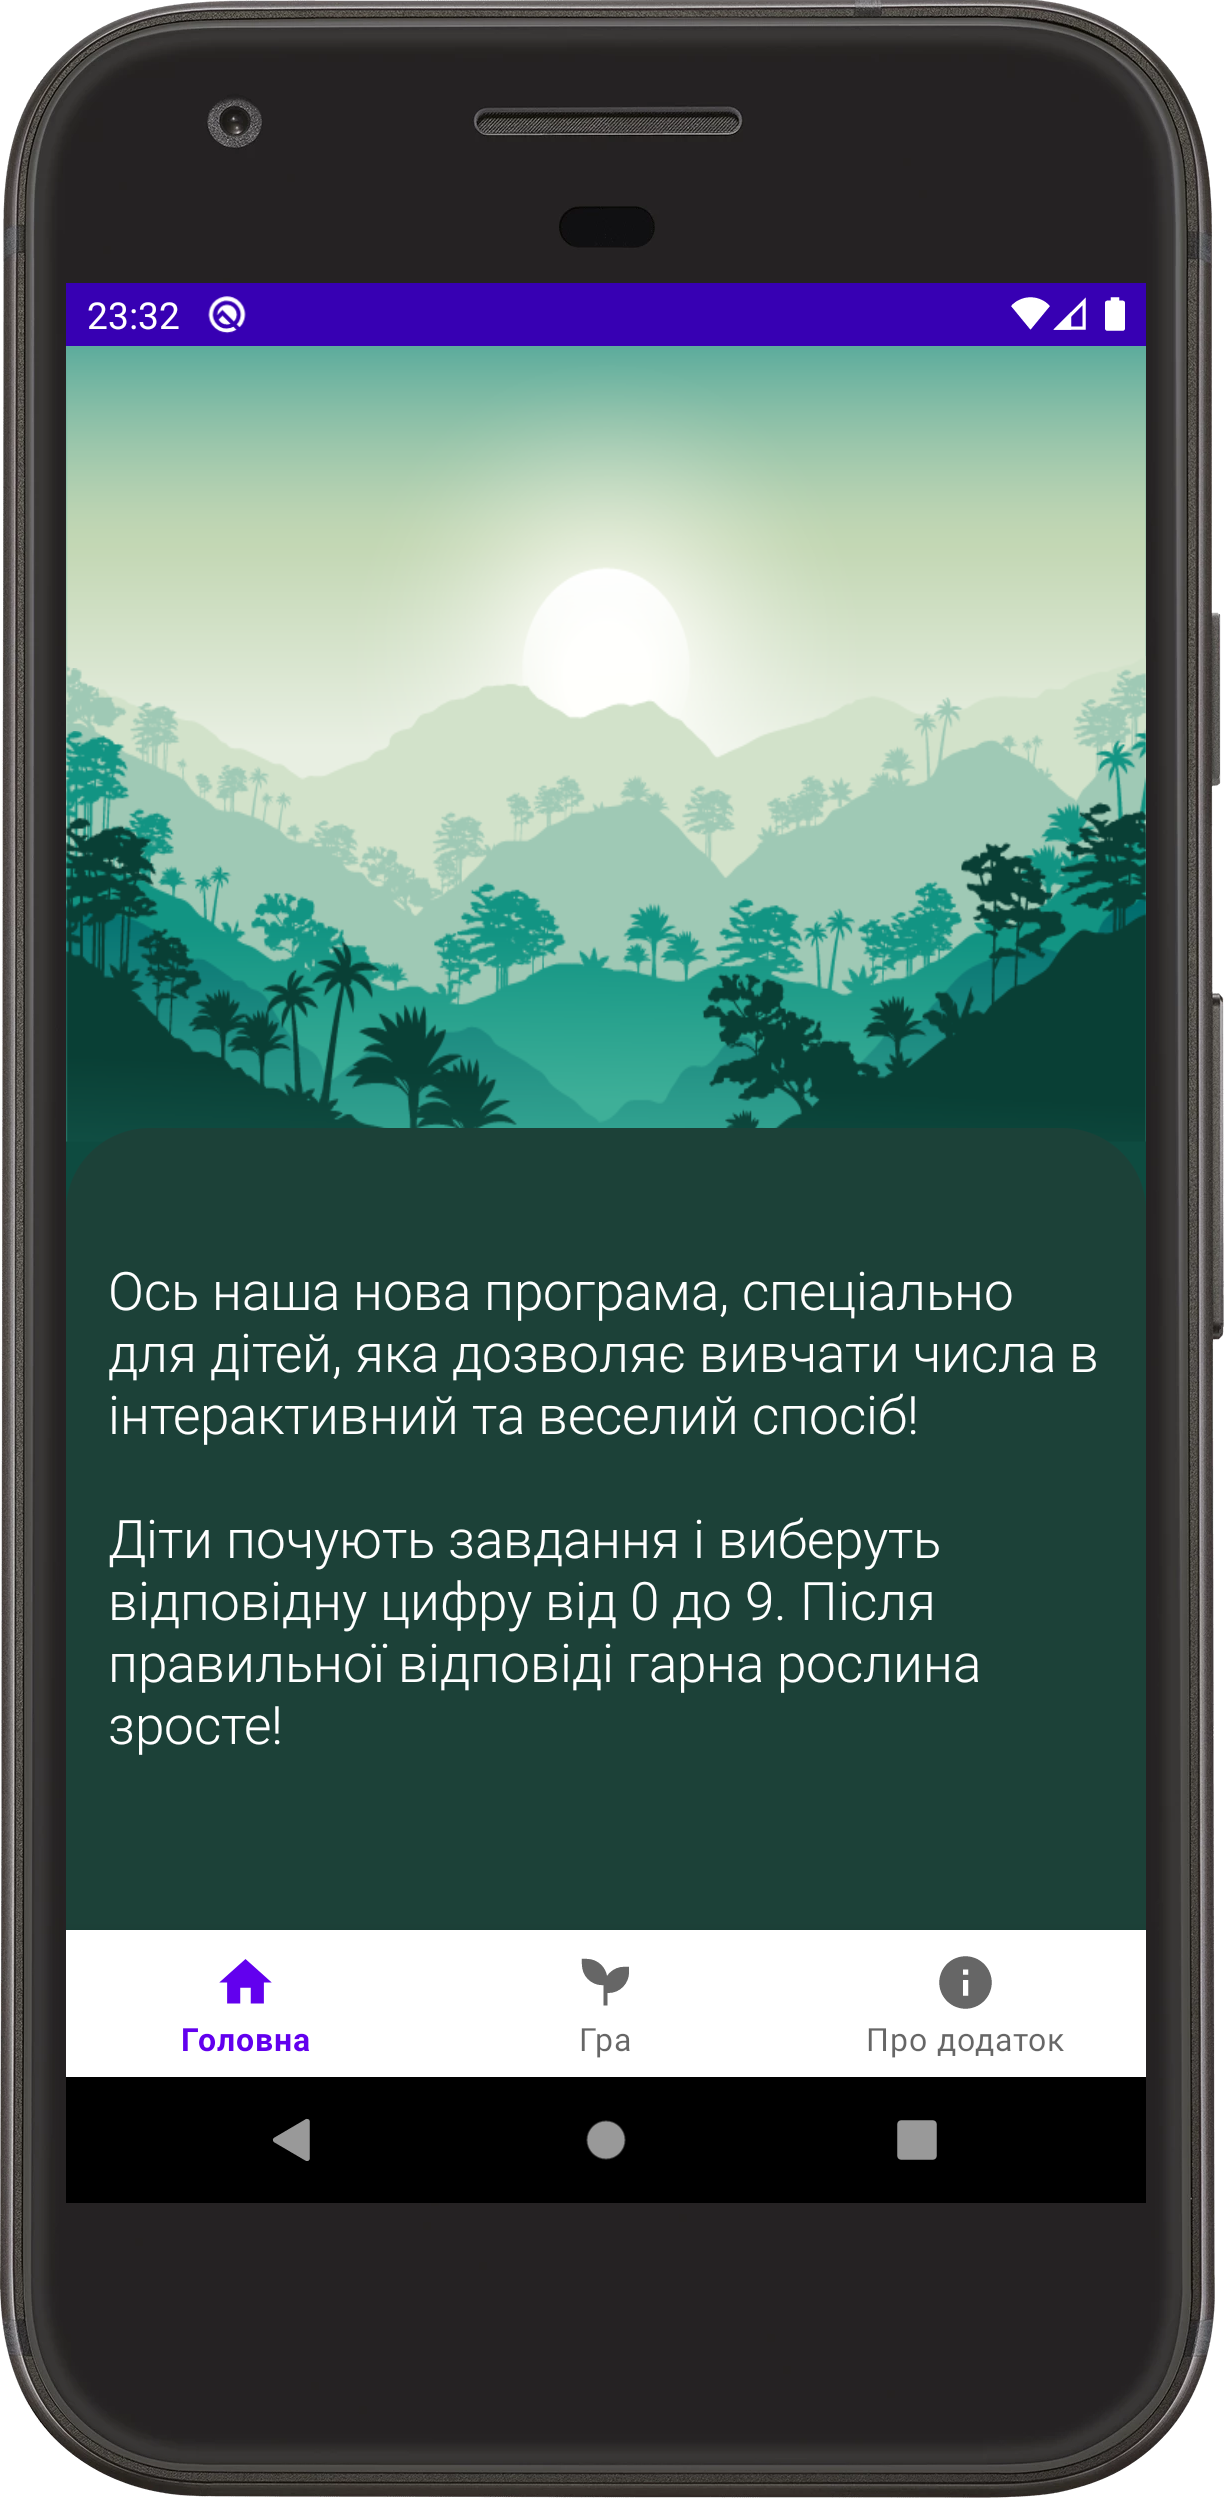 23:32
Ось наша нова програма, спеціально
для дітей, яка дозволяє вивчати числа в
інтерактивний та веселий спосіб!
Діти почують завдання і виберуть
відповідну цифру від 0 до 9. Після
правильної відповіді гарна рослина
зросте!
Головна
Гра
Про додаток